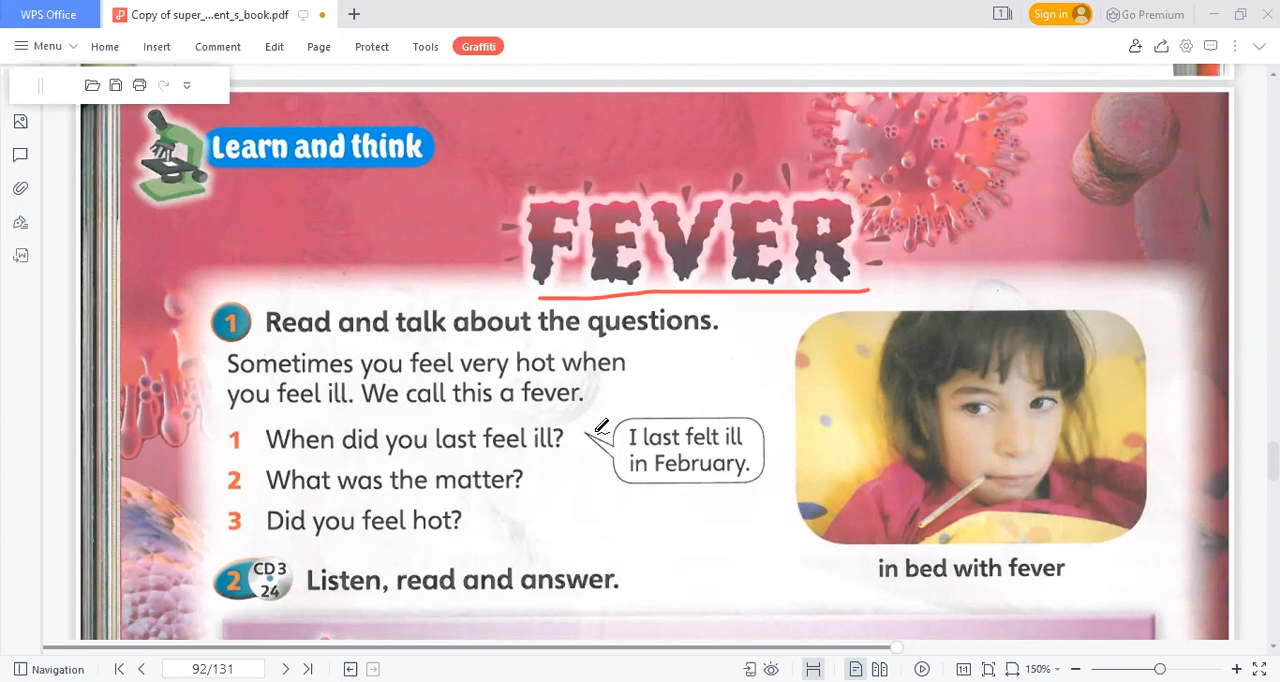 WPS Office
Copy of super_...ent_s_book.pdf
1
Sign in
Go Premium
Menu
Home
Insert
Comment
Edit
Page
Protect
Tools
Graffiti
Learn and think
FEVER
1 Read and talk about the questions.
Sometimes you feel very hot when
you feel ill. We call this a fever.
1 When did you last feel ill?
I last felt ill
in February.
2 What was the matter?
3 Did you feel hot?
in bed with fever
2 CD 3
24
Listen, read and answer.
Navigation
92/131
150%